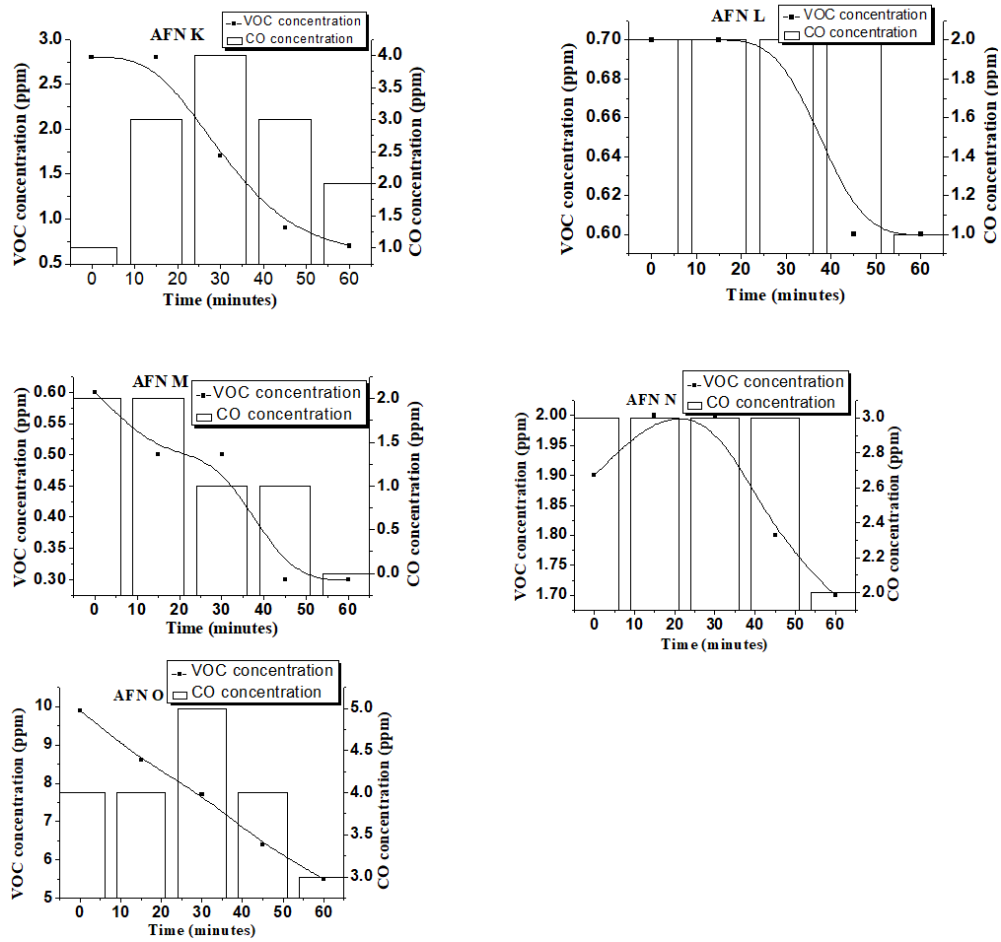 AFN K
VOC concentration
CO concentration
3.0
2.5
2.0
1.5
1.0
0.5
VOC concentration (ppm)
4.0
3.5
3.0
2.5
2.0
1.5
1.0
CO concentration (ppm)
0 10 20 30 40 50 60
Time (minutes)
AFN L
VOC concentration
CO concentration
0.70
0.68
0.66
0.64
0.62
0.60
VOC concentration (ppm)
2.0
1.8
1.6
1.4
1.2
1.0
CO concentration (ppm)
0 10 20 30 40 50 60
Time (minutes)
AFN M
VOC concentration
CO concentration
0.60
0.55
0.50
0.45
0.40
0.35
0.30
VOC concentration (ppm)
2.0
1.5
1.0
0.5
0.0
CO concentration (ppm)
0 10 20 30 40 50 60
Time (minutes)
AFN N
VOC concentration
CO concentration
2.00
1.95
1.90
1.85
1.80
1.75
1.70
VOC concentration (ppm)
3.0
2.8
2.6
2.4
2.2
2.0
CO concentration (ppm)
0 10 20 30 40 50 60
Time (minutes)
AFN O
VOC concentration
CO concentration
10
9
8
7
6
5
VOC concentration (ppm)
5.0
4.5
4.0
3.5
3.0
CO concentration (ppm)
0 10 20 30 40 50 60
Time (minutes)